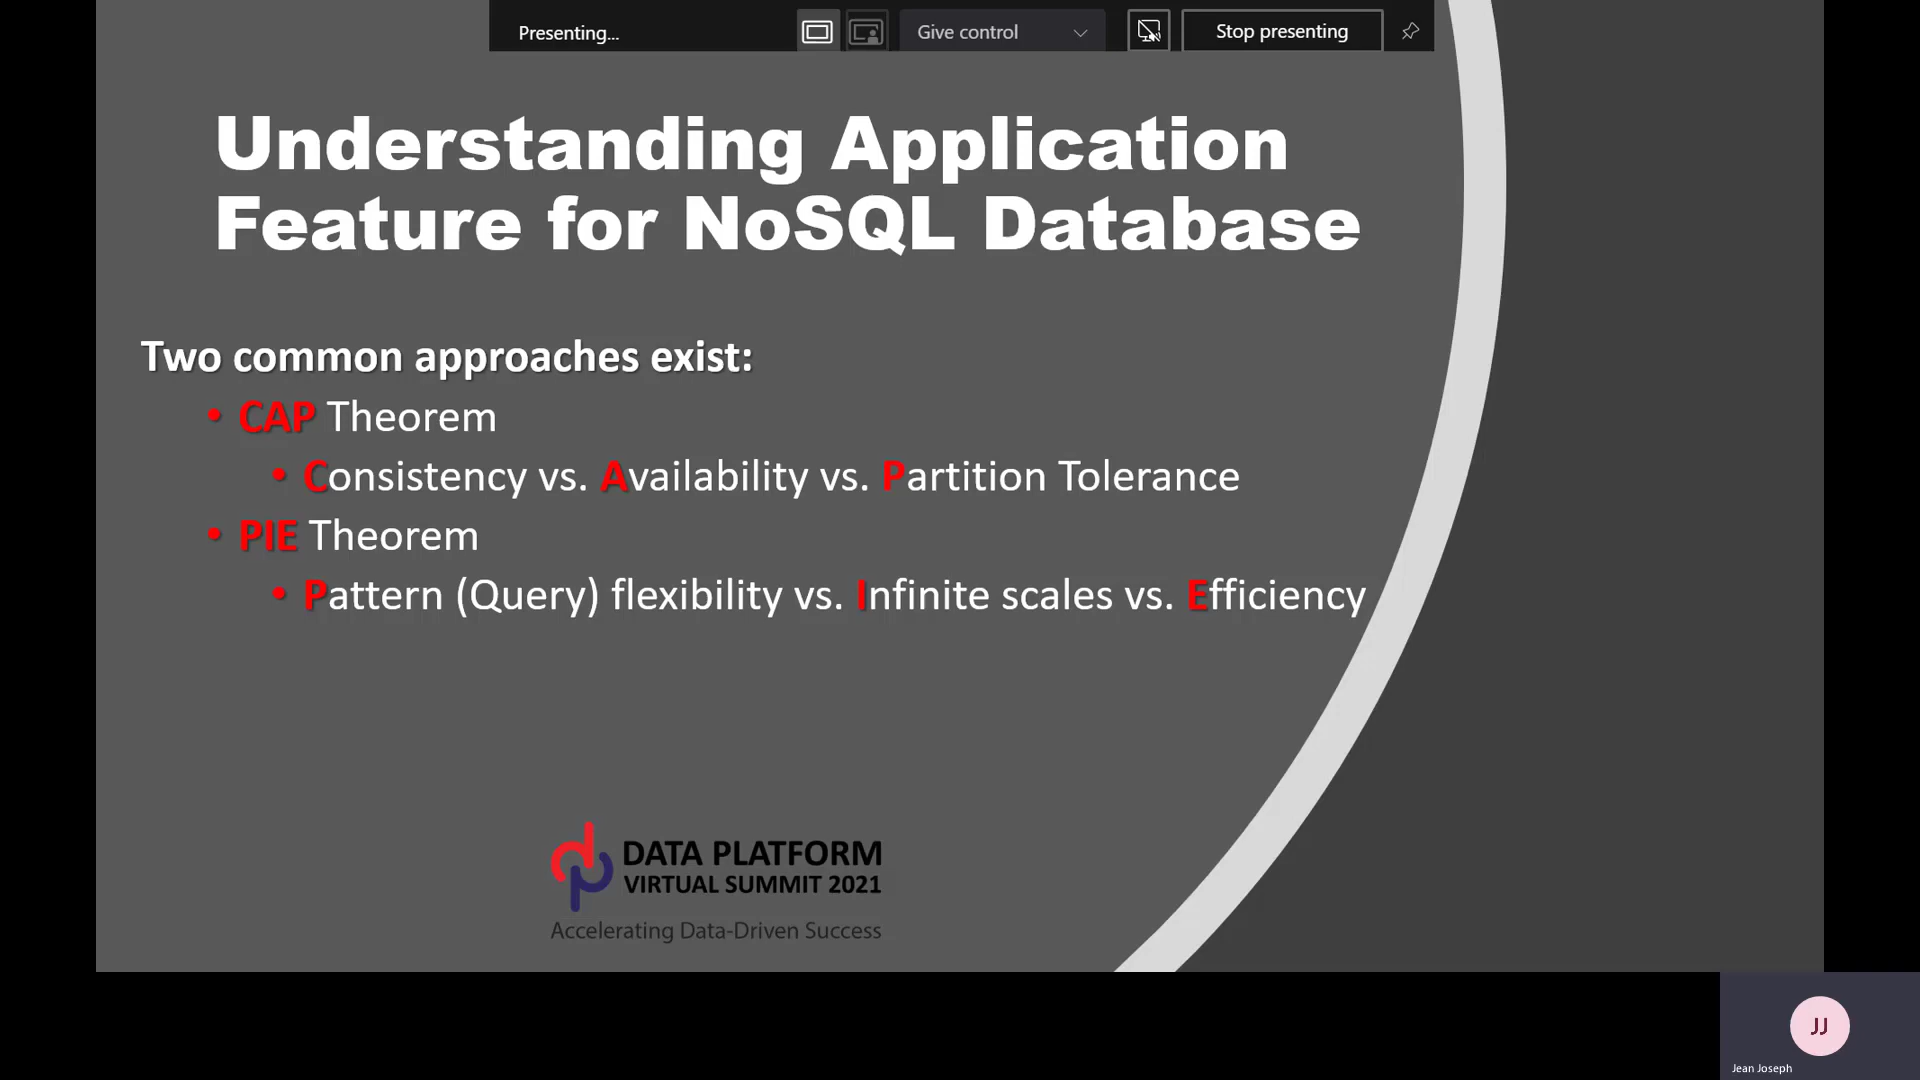 Presenting...
Give control
Stop presenting
Understanding Application
Feature for NoSQL Database
Two common approaches exist:
• CAP Theorem
• Consistency vs. Availability vs. Partition Tolerance
• PIE Theorem
• Pattern (Query) flexibility vs. Infinite scales vs. Efficiency
dp
DATA PLATFORM
VIRTUAL SUMMIT 2021
Accelerating Data-Driven Success
JJ
Jean Joseph